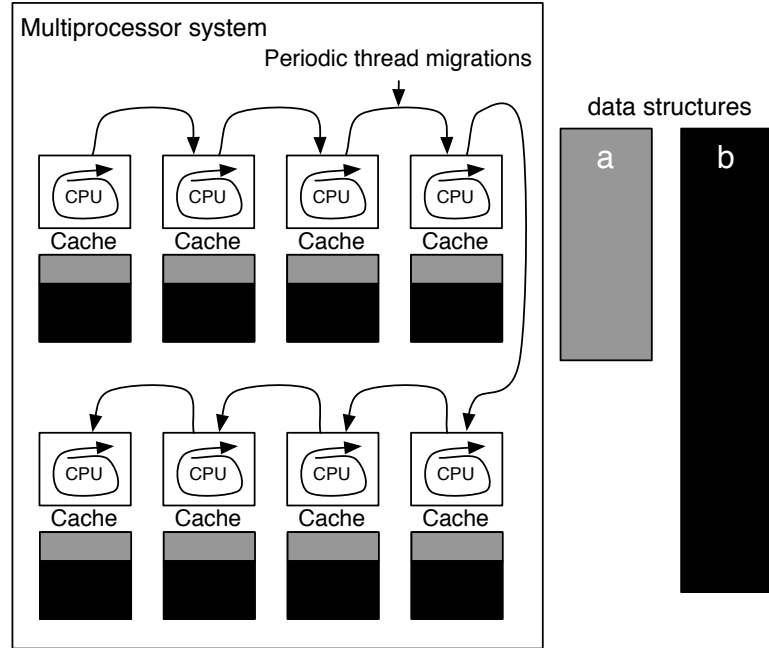 Multiprocessor system
Periodic thread migrations
data structures
a b
CPU CPU CPU CPU
Cache Cache Cache Cache
CPU CPU CPU CPU
Cache Cache Cache Cache